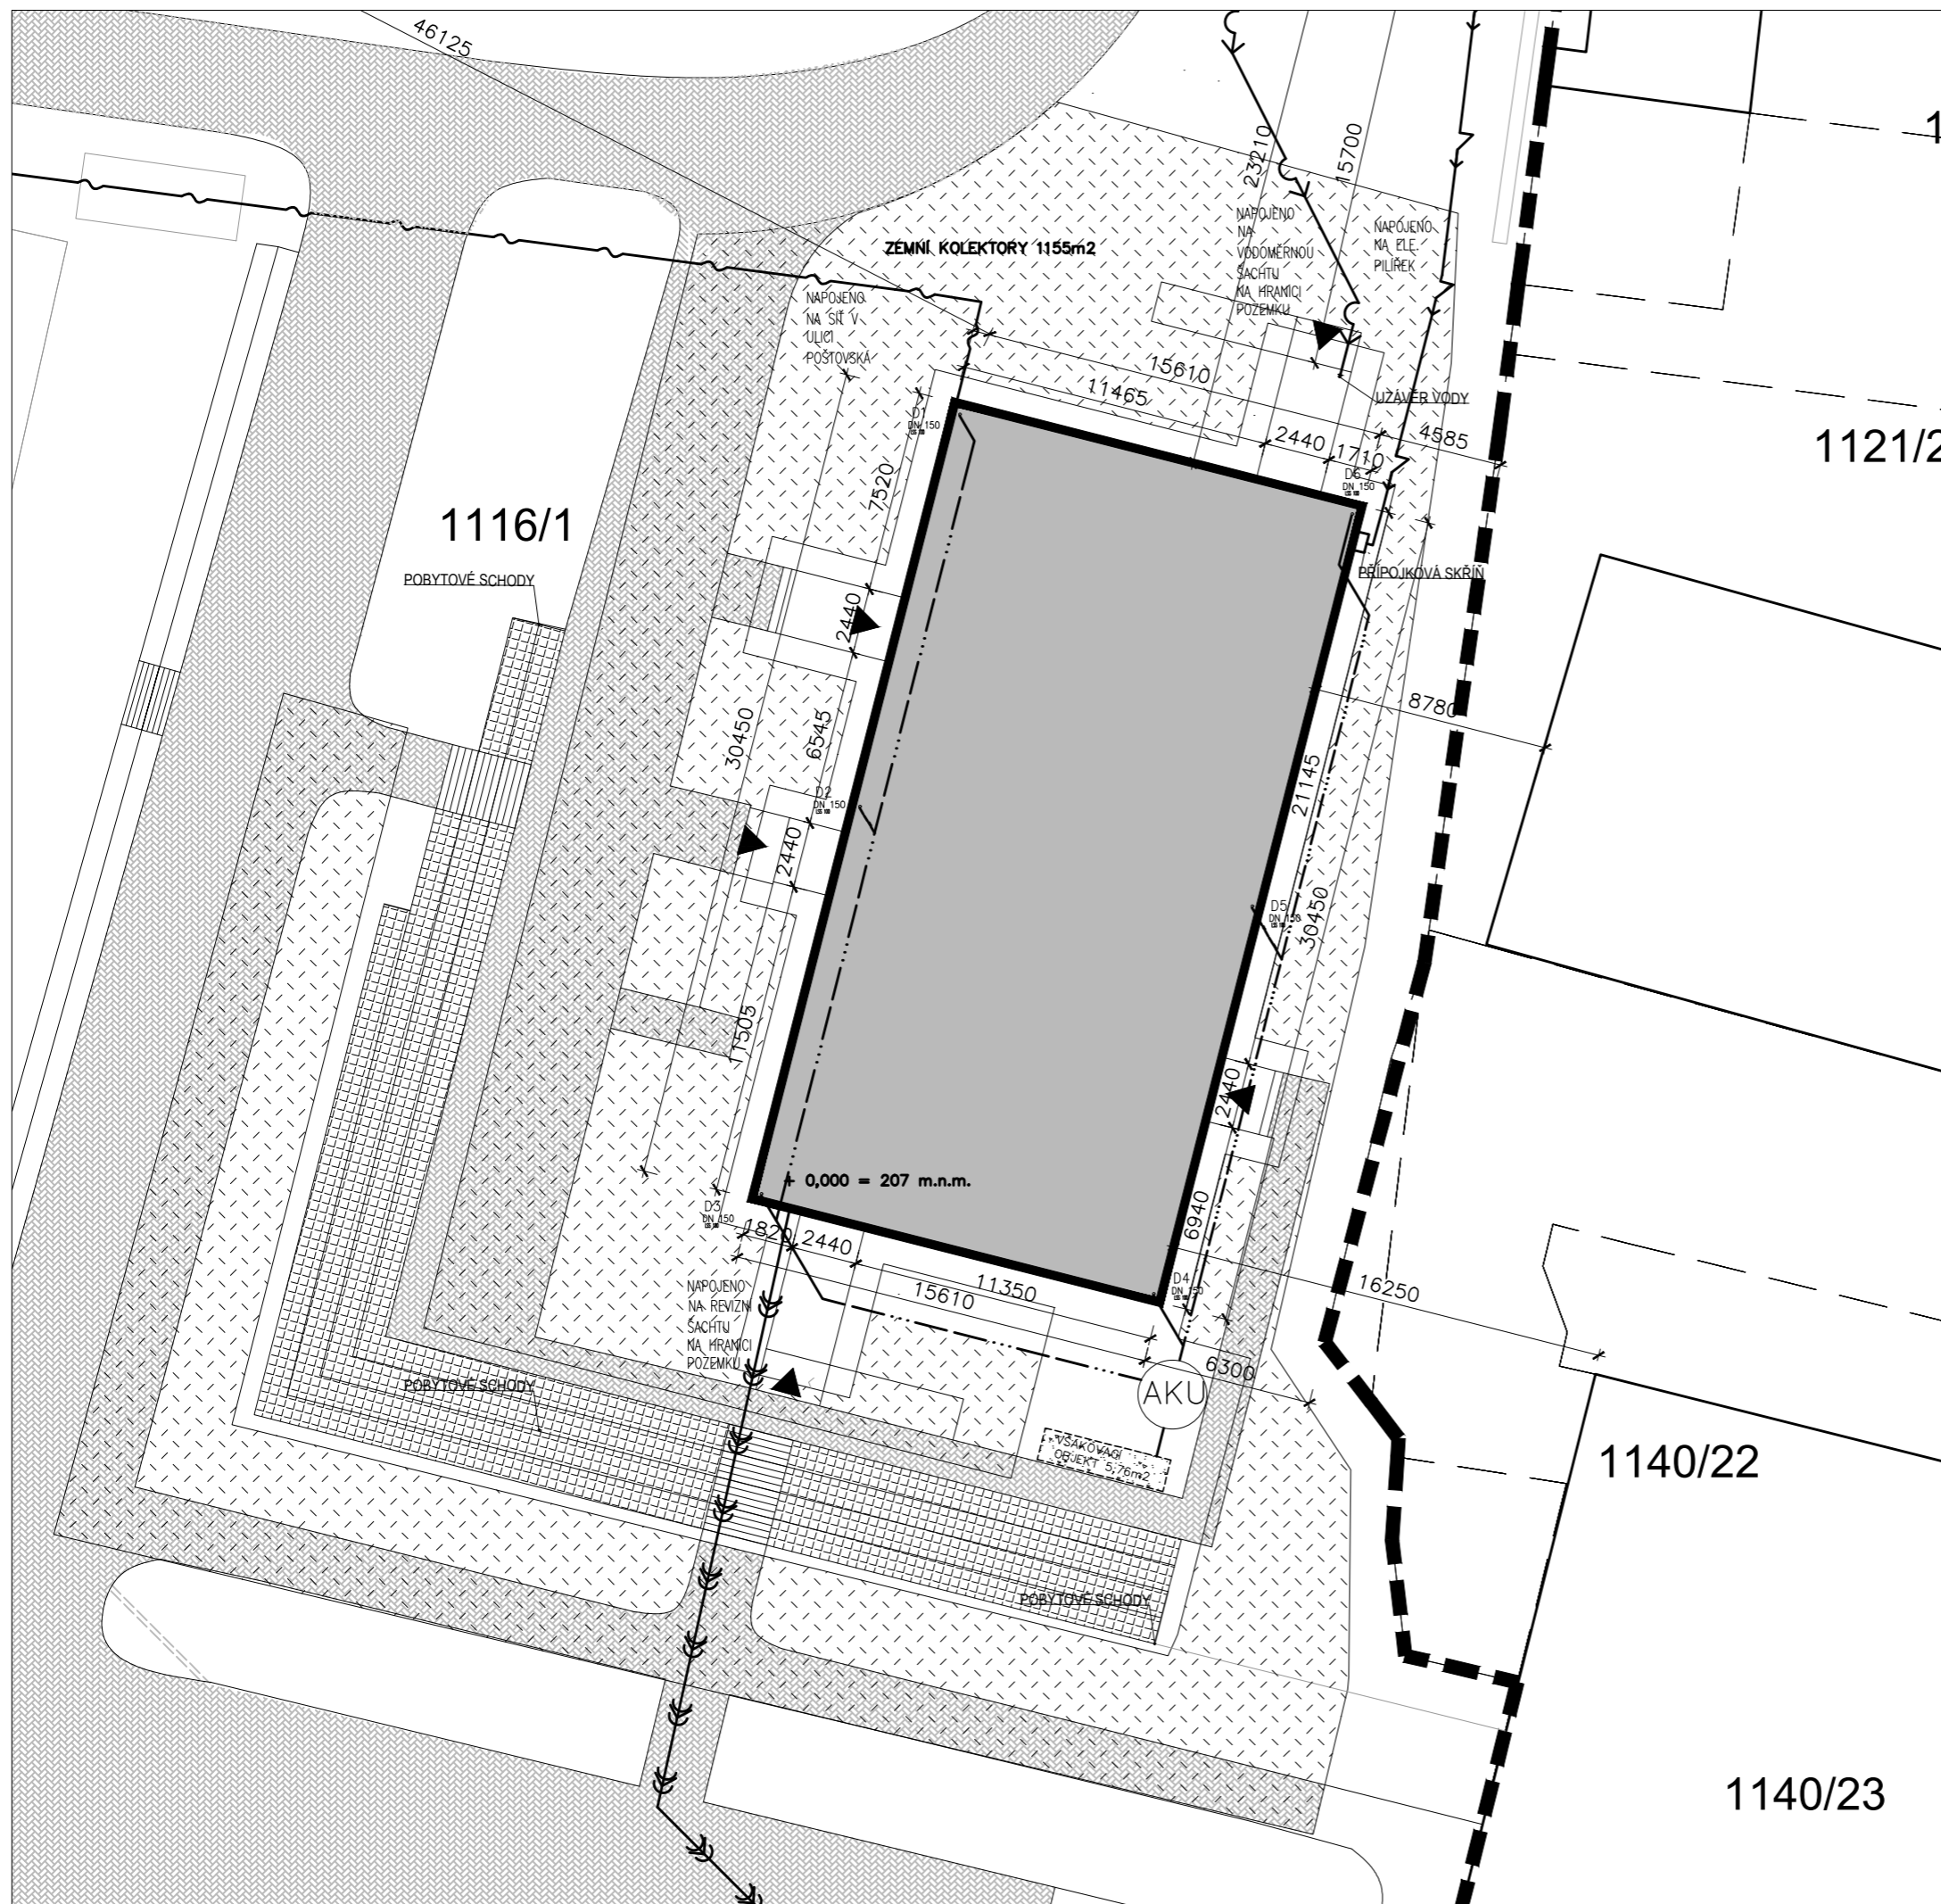 46125
23210
15700
1
NAPOJENO
NA
VODOMĚRNOU
ŠACHTU
NA HRANICI
POZEMKU
NAPOJENO
NA ELE.
PILÍŘEK
ZEMNÍ KOLEKTORY 1155m2
NAPOJENO
NA SÍŤ V
ULICI
POŠTOVSKÁ
15610
11465
UZÁVĚR VODY
2440
1710
4585
1121/2
D1
DN 150
D6
DN 150
7520
1116/1
POBYTOVÉ SCHODY
PŘÍPOJKOVÁ SKŘÍŇ
2440
30450
6545
8780
D2
DN 150
21145
2440
D5
DN 150
30450
11505
2440
+ 0,000 = 207 m.n.m.
D3
DN 150
6940
1820
2440
11350
15610
D4
DN 150
16250
NAPOJENO
NA REVIZNÍ
ŠACHTU
NA HRANICI
POZEMKU
6300
AKU
POBYTOVÉ SCHODY
VSAKOVACÍ
OBJEKT 5,76m2
1140/22
POBYTOVÉ SCHODY
1140/23